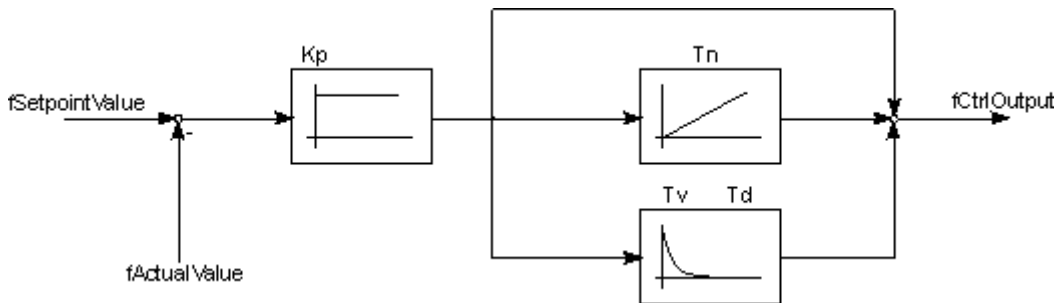 Kp
Tn
fSetpointValue
fCtrlOutput
-
Tv Td
fActualValue